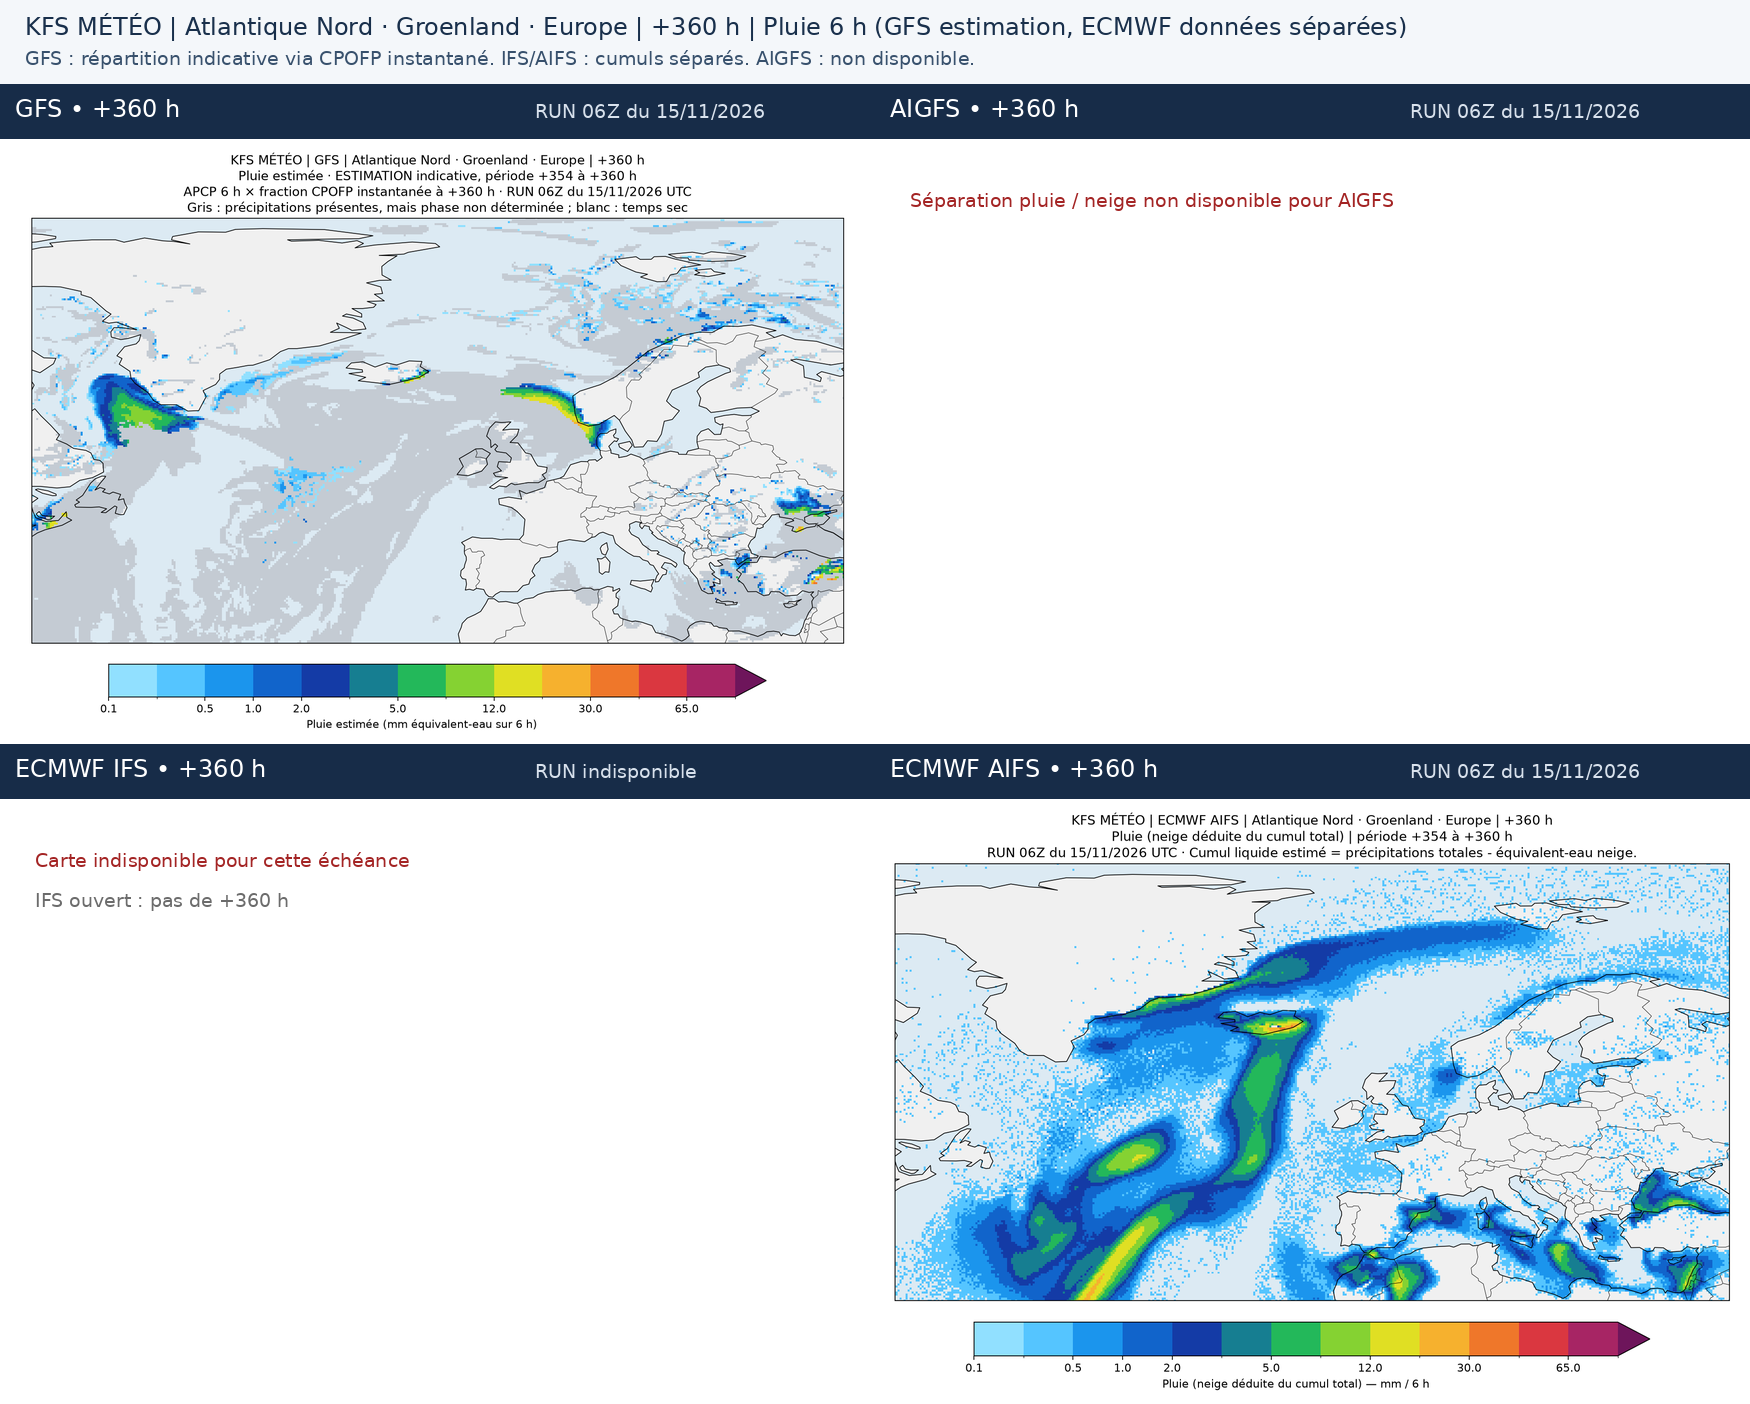 KFS MÉTÉO | Atlantique Nord · Groenland · Europe | +360 h | Pluie 6 h (GFS estimation, ECMWF données séparées)
GFS : répartition indicative via CPOFP instantané. IFS/AIFS : cumuls séparés. AIGFS : non disponible.
GFS • +360 h
RUN 06Z du 15/11/2026
AIGFS • +360 h
RUN 06Z du 15/11/2026
KFS MÉTÉO | GFS | Atlantique Nord · Groenland · Europe | +360 h
Pluie estimée · ESTIMATION indicative, période +354 à +360 h
APCP 6 h × fraction CPOFP instantanée à +360 h · RUN 06Z du 15/11/2026 UTC
Gris : précipitations présentes, mais phase non déterminée ; blanc : temps sec
Séparation pluie / neige non disponible pour AIGFS
0.1 0.5 1.0 2.0 5.0 12.0 30.0 65.0
Pluie estimée (mm équivalent-eau sur 6 h)
ECMWF IFS • +360 h
RUN indisponible
ECMWF AIFS • +360 h
RUN 06Z du 15/11/2026
Carte indisponible pour cette échéance
IFS ouvert : pas de +360 h
KFS MÉTÉO | ECMWF AIFS | Atlantique Nord · Groenland · Europe | +360 h
Pluie (neige déduite du cumul total) | période +354 à +360 h
RUN 06Z du 15/11/2026 UTC · Cumul liquide estimé = précipitations totales - équivalent-eau neige.
0.1 0.5 1.0 2.0 5.0 12.0 30.0 65.0
Pluie (neige déduite du cumul total) — mm / 6 h